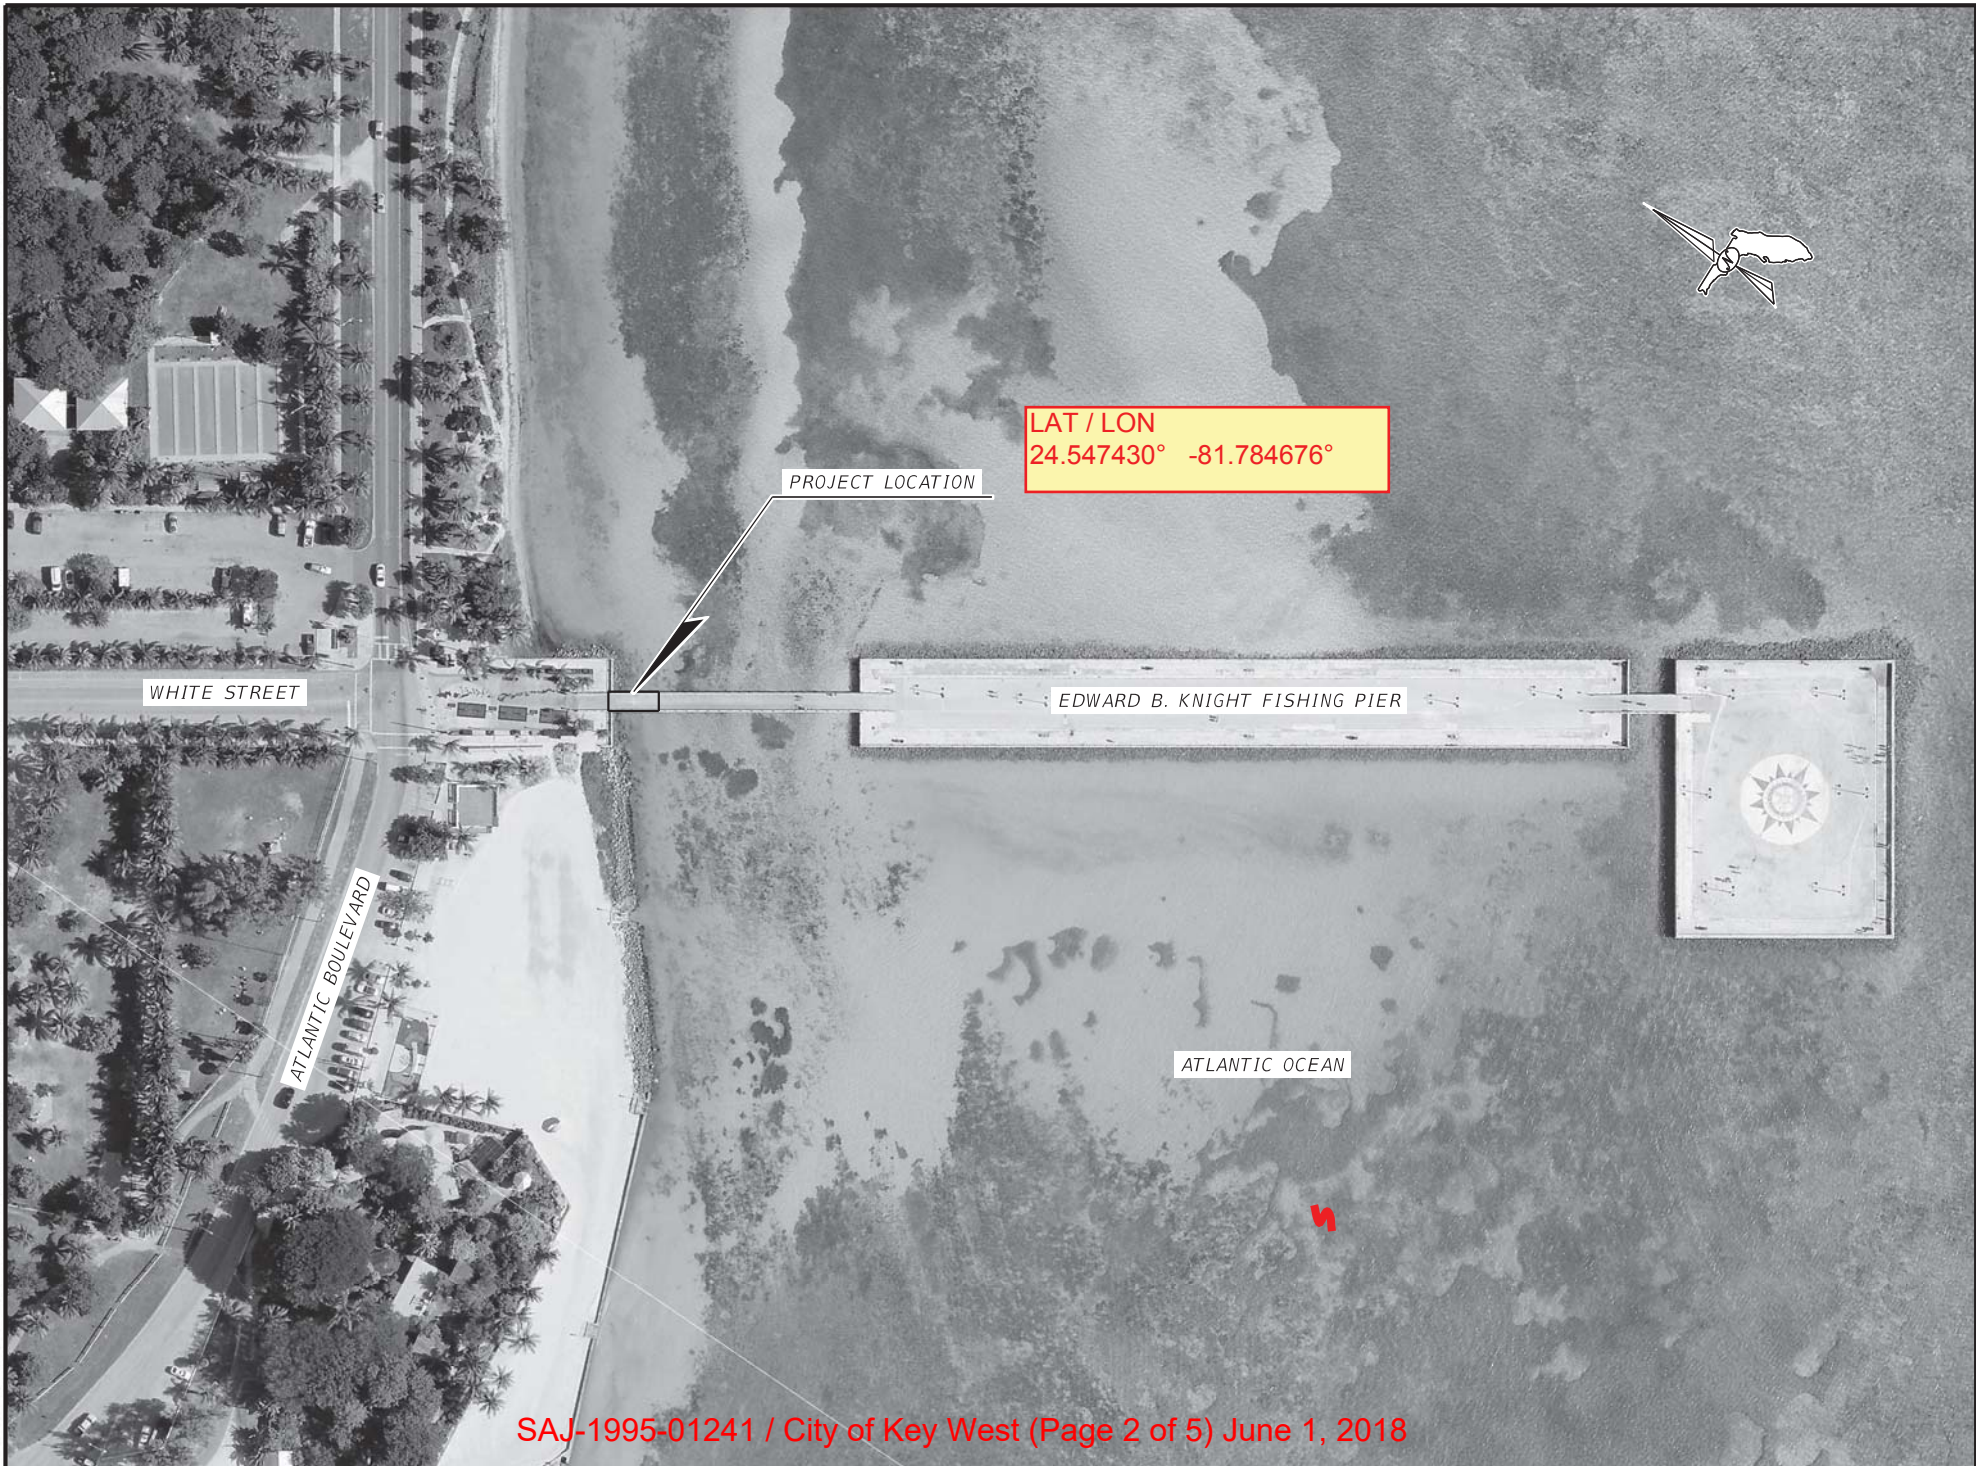 N
LAT / LON
24.547430° -81.784676°
PROJECT LOCATION
WHITE STREET
EDWARD B. KNIGHT FISHING PIER
ATLANTIC BOULEVARD
ATLANTIC OCEAN
SAJ-1995-01241 / City of Key West (Page 2 of 5) June 1, 2018